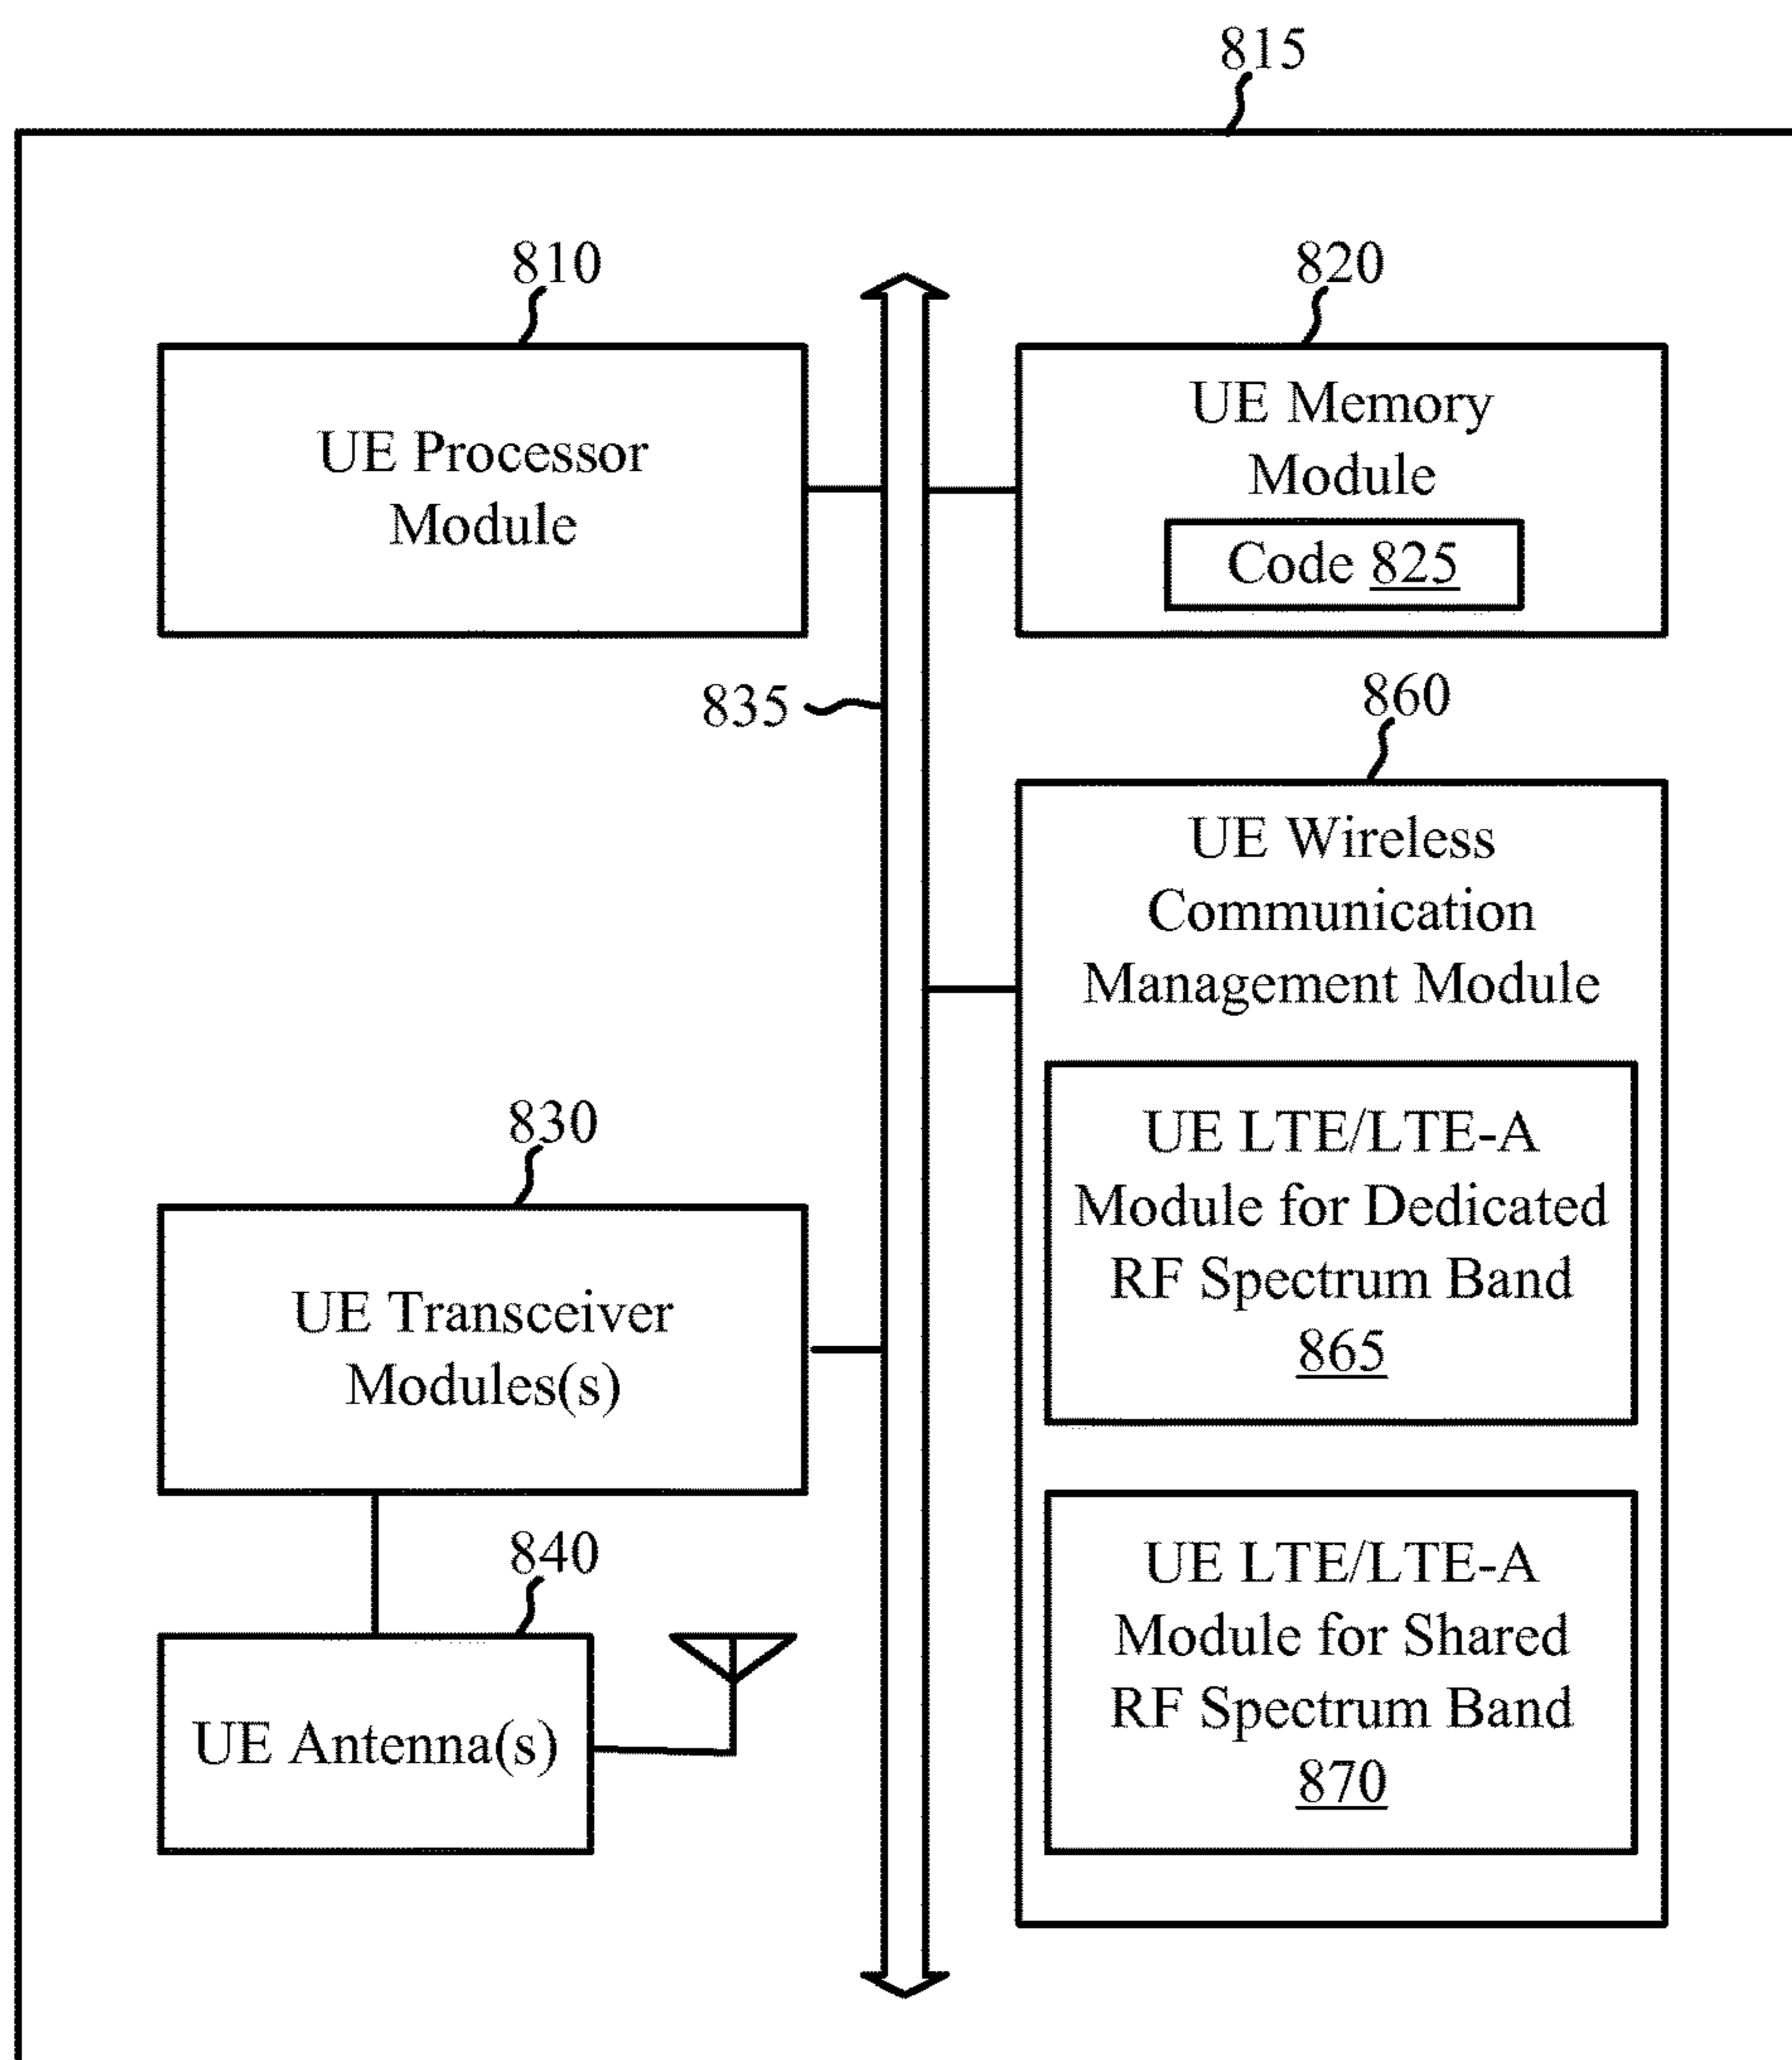 815
810
820
UE Processor
Module
UE Memory
Module
Code 825
835
860
UE Wireless
Communication
Management Module
830
UE LTE/LTE-A
Module for Dedicated
RF Spectrum Band
865
UE Transceiver
Modules(s)
840
UE LTE/LTE-A
Module for Shared
RF Spectrum Band
870
UE Antenna(s)